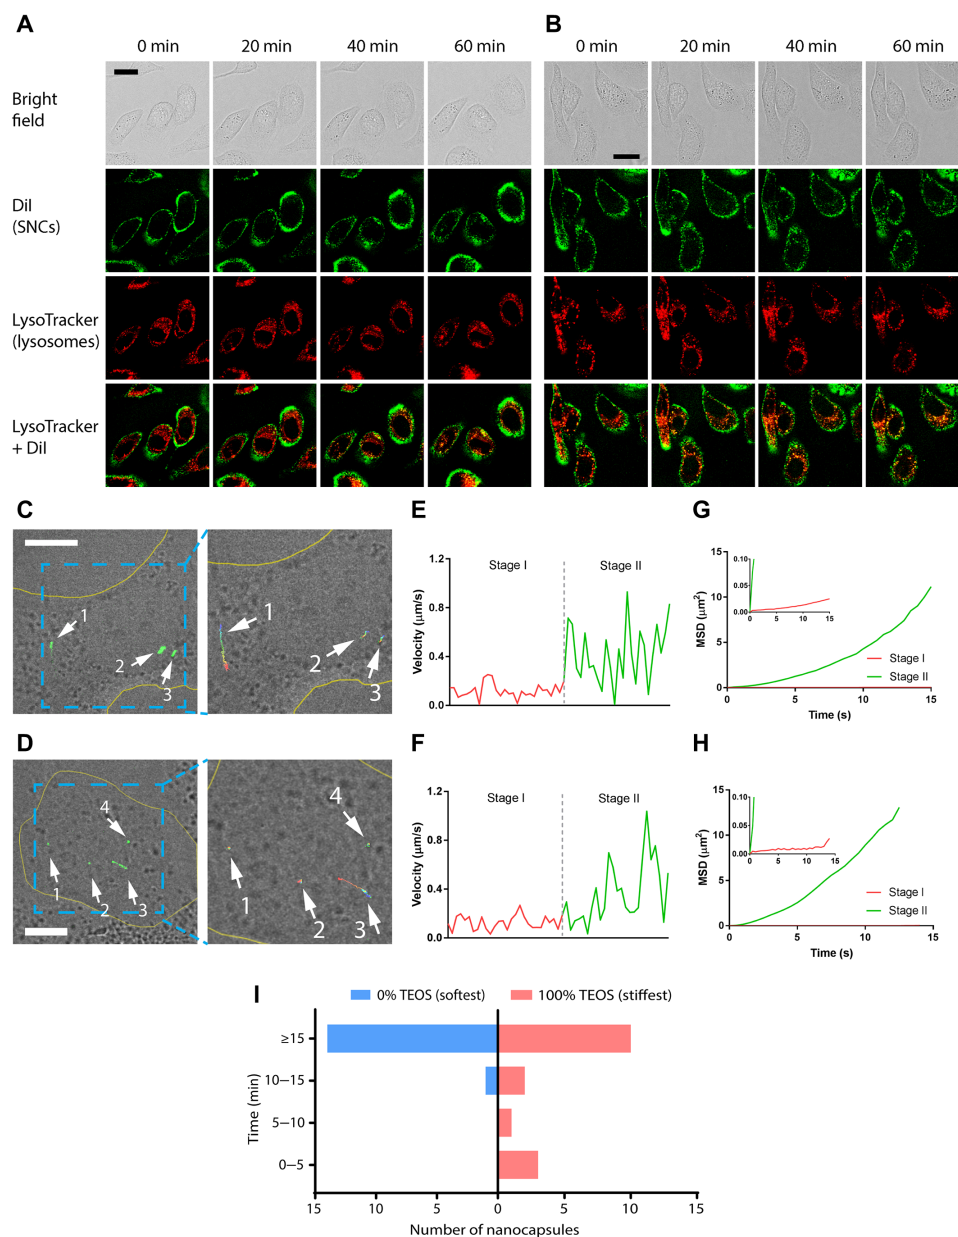 A
B
0 min 20 min 40 min 60 min
0 min 20 min 40 min 60 min
Bright
field
DiI
(SNCs)
LysoTracker
(lysosomes)
LysoTracker
+ DiI
C
1
2
3
1
2
3
E
Velocity (μm/s)
1.2
0.8
0.4
0.0
Stage I
Stage II
G
MSD (μm²)
15
10
5
0
0.10
0.05
0.00
0 5 10 15
Stage I
Stage II
0 5 10 15
Time (s)
D
1
2
3
4
1
2
3
4
F
Velocity (μm/s)
1.2
0.8
0.4
0.0
Stage I
Stage II
H
MSD (μm²)
15
10
5
0
0.10
0.05
0.00
0 5 10 15
Stage I
Stage II
0 5 10 15
Time (s)
I
0% TEOS (softest)
100% TEOS (stiffest)
Time (min)
≥15
10–15
5–10
0–5
15 10 5 0 5 10 15
Number of nanocapsules